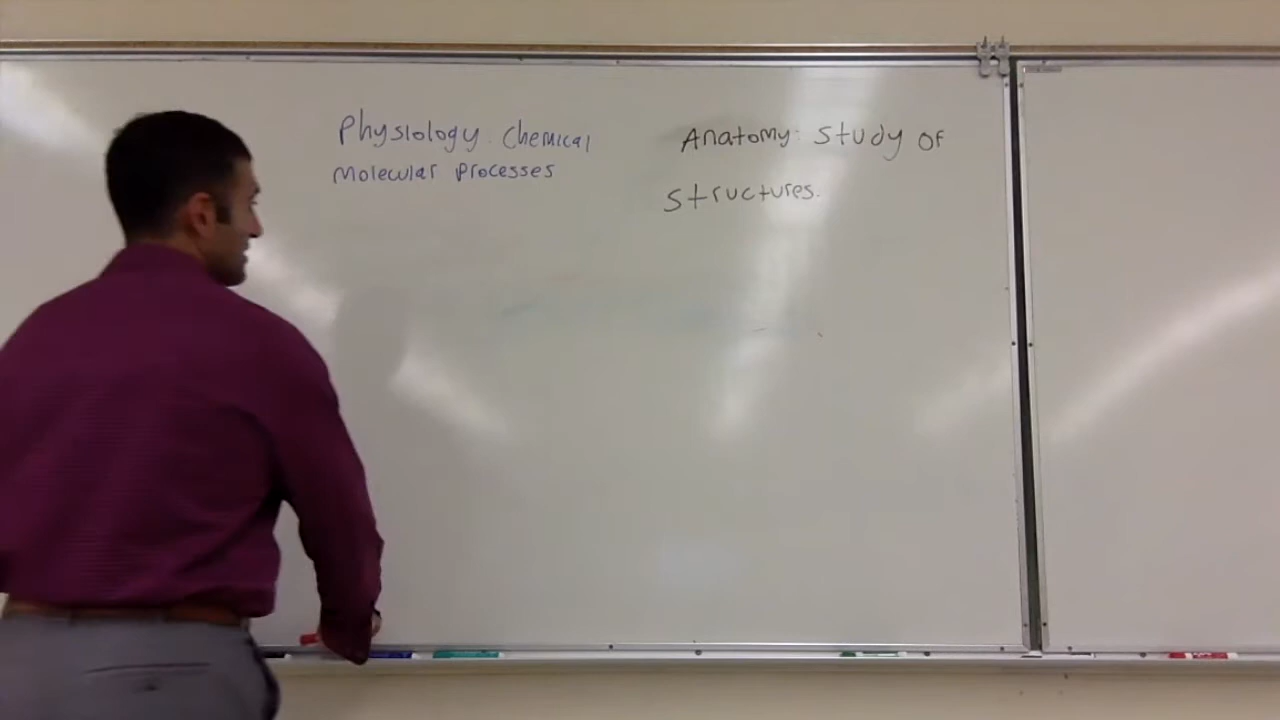 Physiology: Chemical
Molecular Processes
Anatomy: Study of
structures.